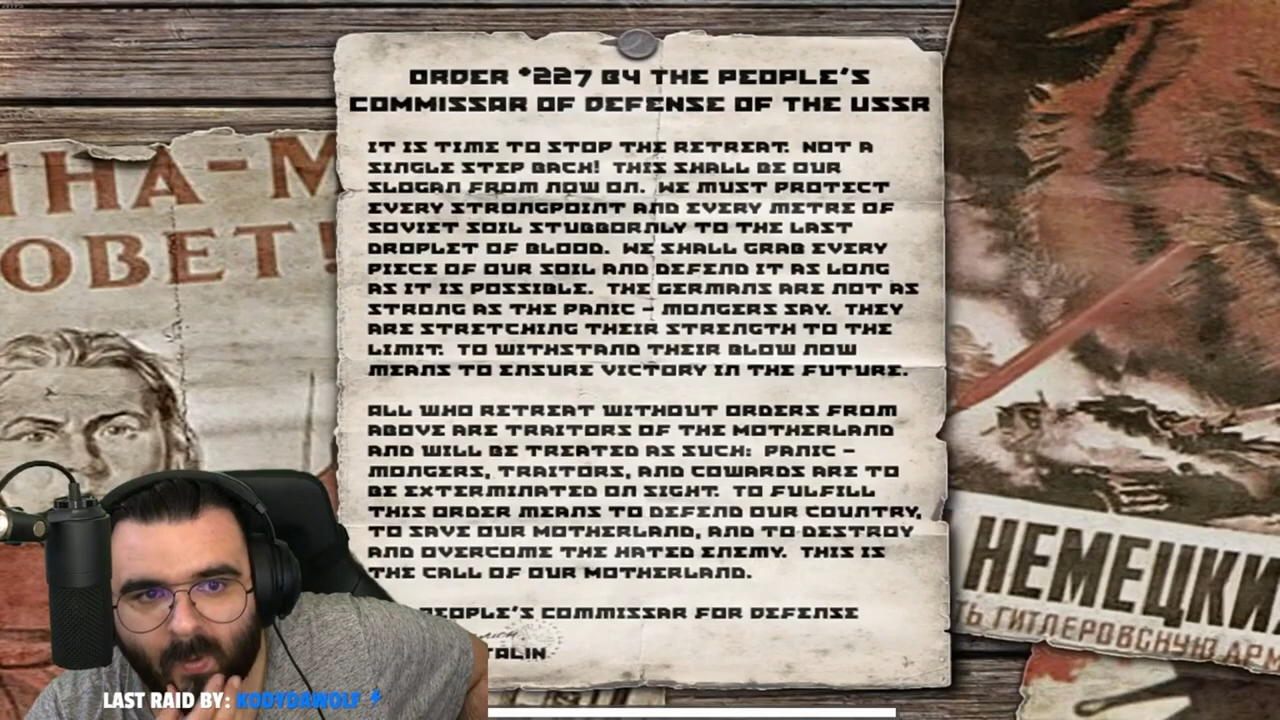 ИНА-М
ОВЕТ!
ORDER *227 BY THE PEOPLE'S
COMMISSAR OF DEFENSE OF THE USSR
IT IS TIME TO STOP THE RETREAT. NOT A
SINGLE STEP BACK! THIS SHALL BE OUR
SLOGAN FROM NOW ON. WE MUST PROTECT
EVERY STRONGPOINT AND EVERY METRE OF
SOVIET SOIL STUBBORNLY TO THE LAST
DROPLET OF BLOOD. WE SHALL GRAB EVERY
PIECE OF OUR SOIL AND DEFEND IT AS LONG
AS IT IS POSSIBLE. THE GERMANS ARE NOT AS
STRONG AS THE PANIC - MONGERS SAY. THEY
ARE STRETCHING THEIR STRENGTH TO THE
LIMIT. TO WITHSTAND THEIR BLOW NOW
MEANS TO ENSURE VICTORY IN THE FUTURE.
ALL WHO RETREAT WITHOUT ORDERS FROM
ABOVE ARE TRAITORS OF THE MOTHERLAND
AND WILL BE TREATED AS SUCH: PANIC -
MONGERS, TRAITORS, AND COWARDS ARE TO
BE EXTERMINATED ON SIGHT. TO FULFILL
THIS ORDER MEANS TO DEFEND OUR COUNTRY,
TO SAVE OUR MOTHERLAND, AND TO DESTROY
AND OVERCOME THE HATED ENEMY. THIS IS
THE CALL OF OUR MOTHERLAND.
PEOPLE'S COMMISSAR FOR DEFENSE
TALIN
НЕМЕЦКИ
ТЬ ГИТЛЕРОВСКУЮ АРМ
LAST RAID BY: KODYDAWOLF